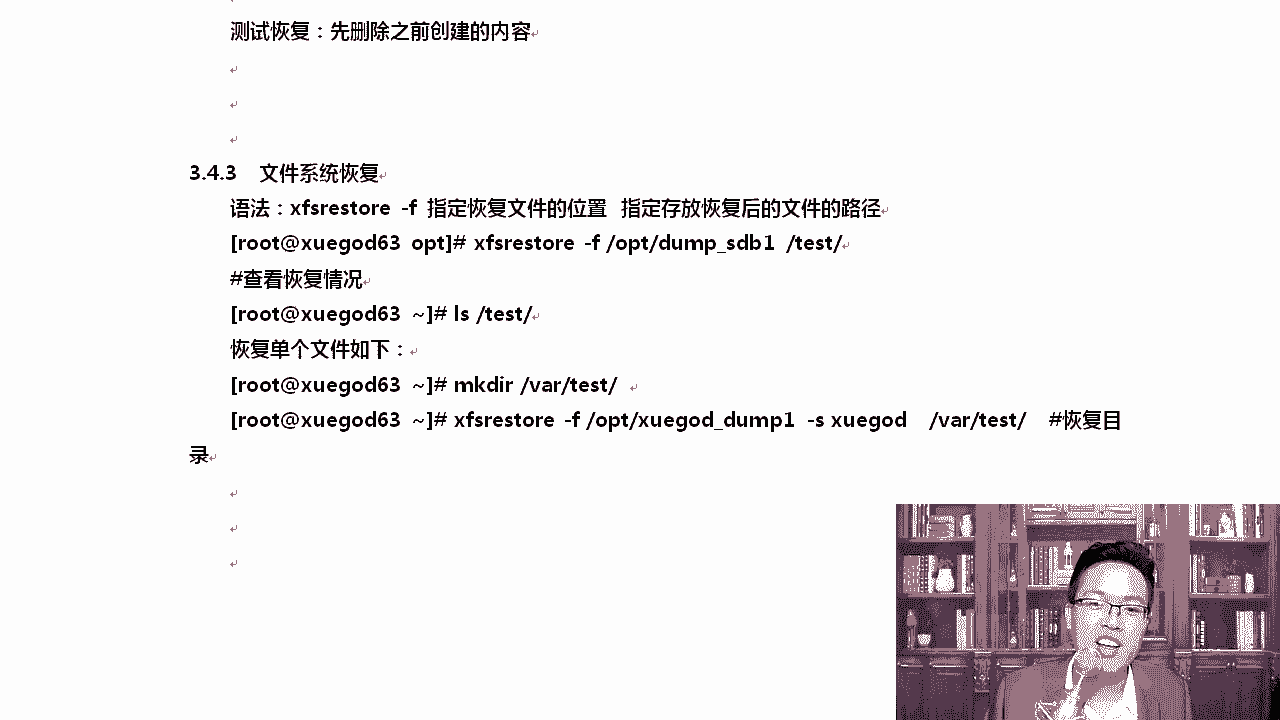 测试恢复：先删除之前创建的内容
3.4.3 文件系统恢复
语法：xfsrestore -f 指定恢复文件的位置 指定存放恢复后的文件的路径
[root@xuegod63 opt]# xfsrestore -f /opt/dump_sdb1 /test/
#查看恢复情况
[root@xuegod63 ~]# ls /test/
恢复单个文件如下：
[root@xuegod63 ~]# mkdir /var/test/
[root@xuegod63 ~]# xfsrestore -f /opt/xuegod_dump1 -s xuegod /var/test/ #恢复目
录